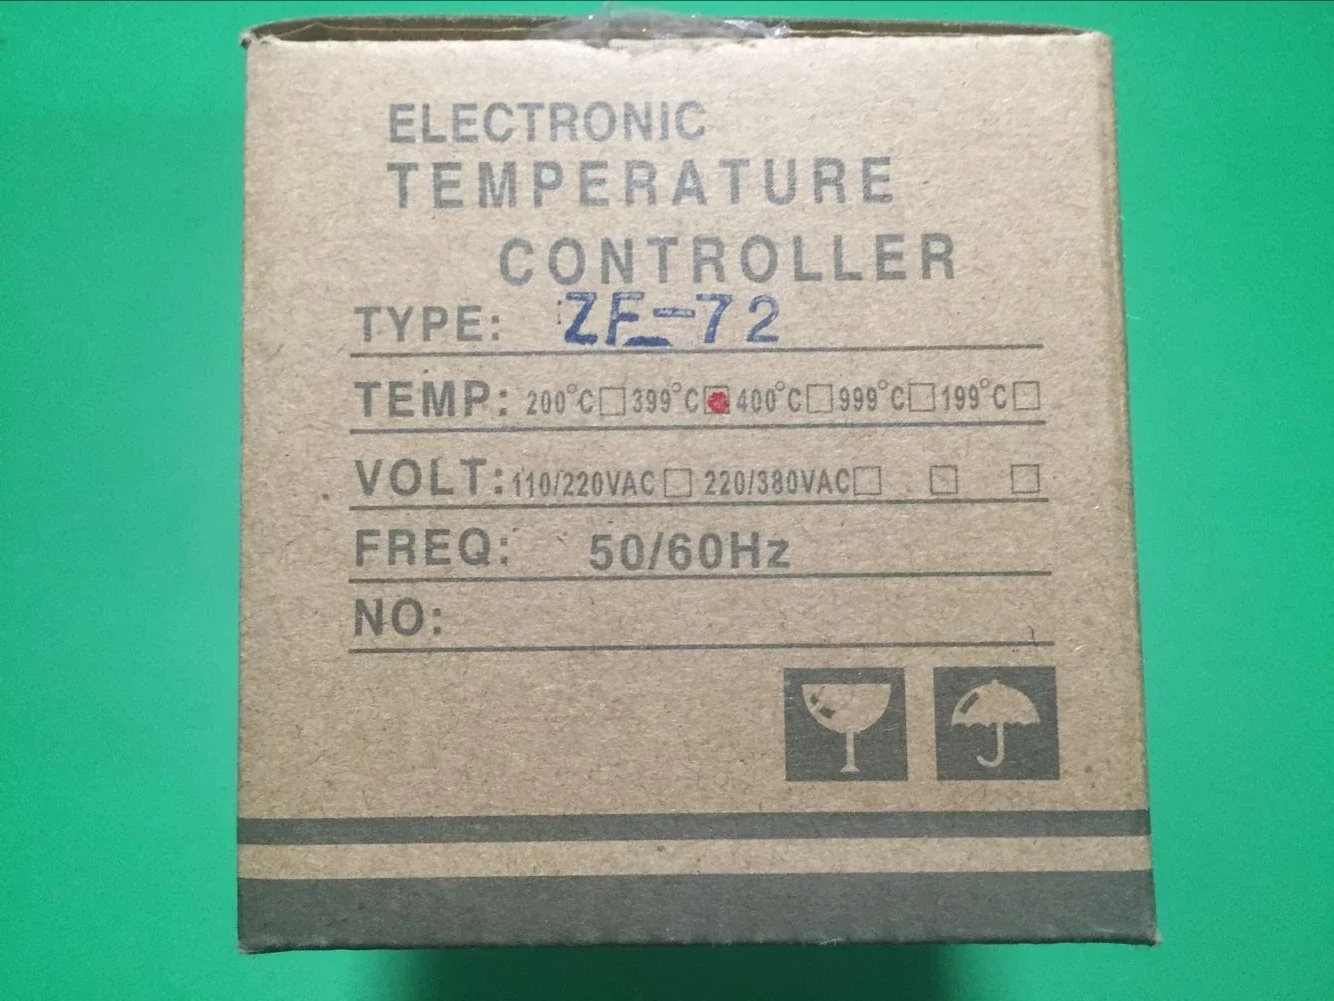 ELECTRONIC
TEMPERATURE
CONTROLLER
TYPE: ZF-72
TEMP: 200°C□ 399°C□ 400°C□ 999°C□ 199°C□
VOLT: 110/220VAC□ 220/380VAC□ □ □
FREQ: 50/60Hz
NO: